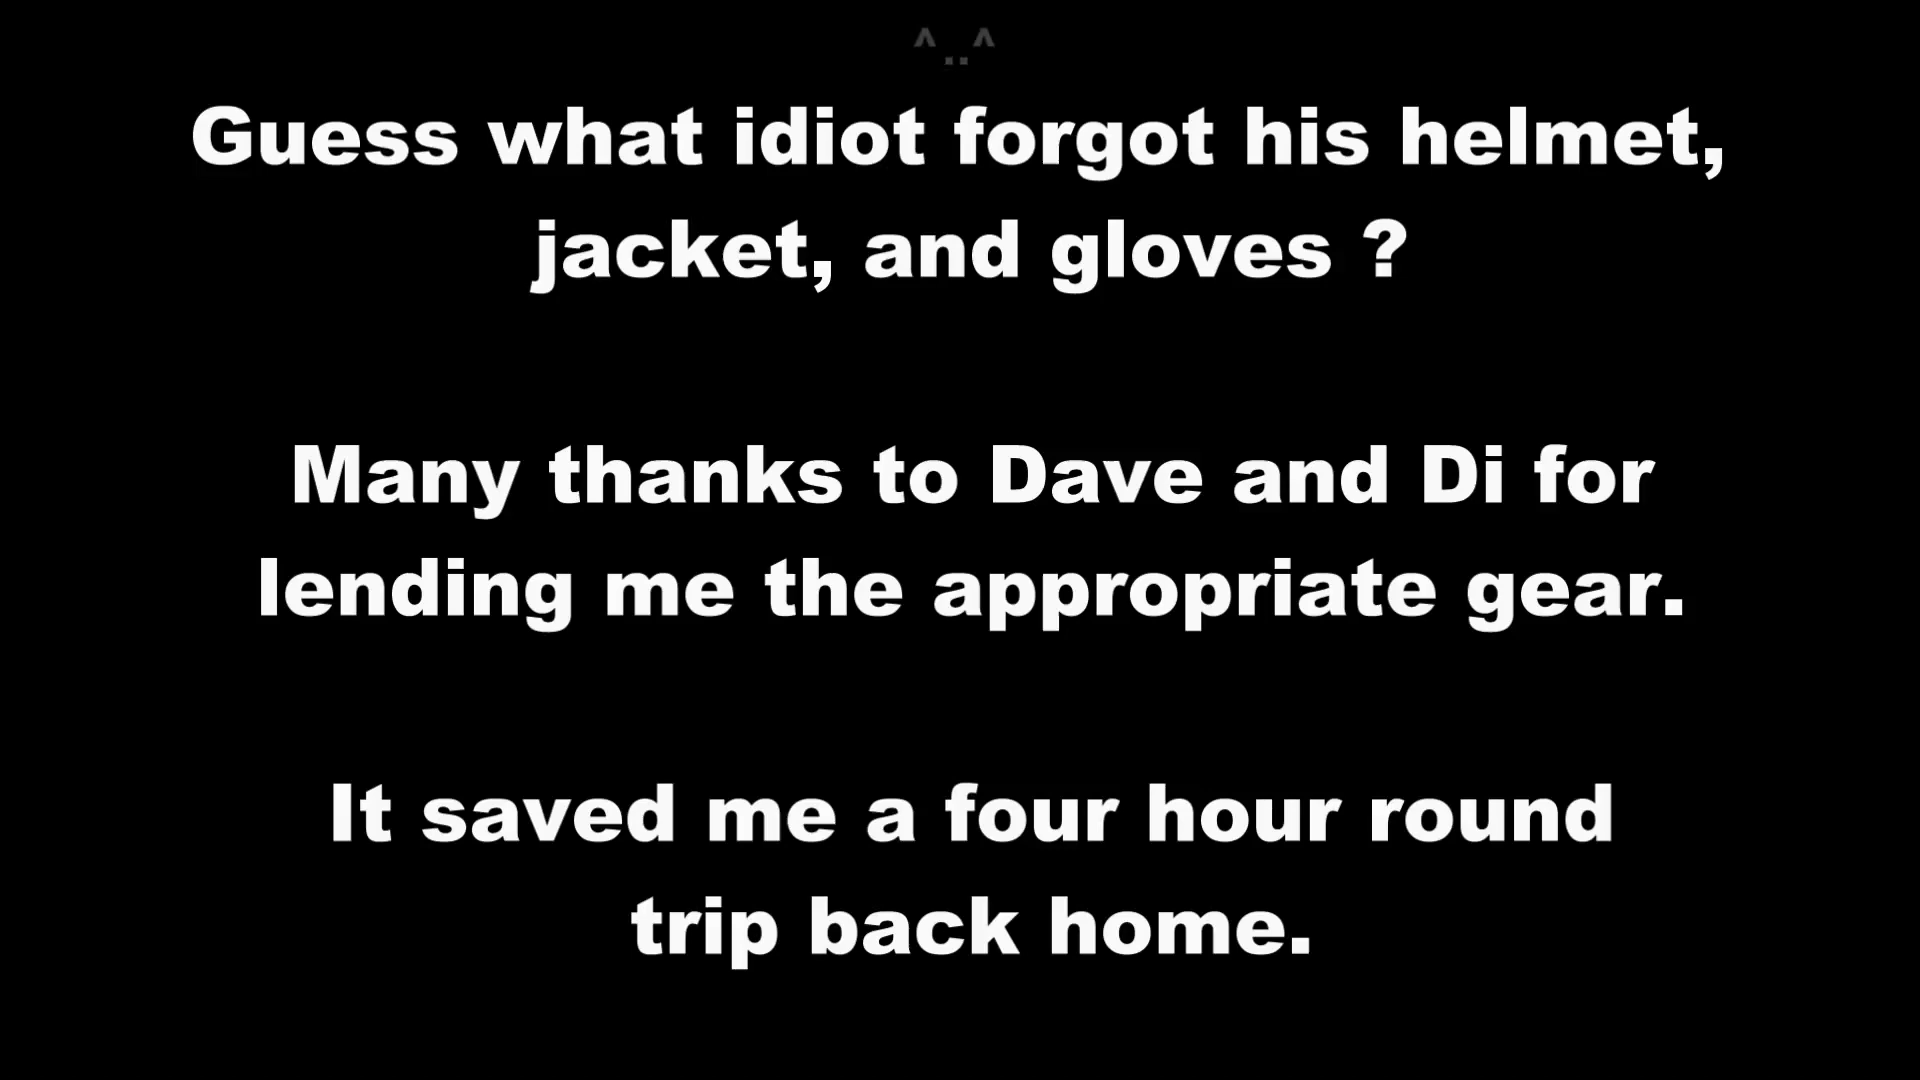 ^..^
Guess what idiot forgot his helmet,
jacket, and gloves ?
Many thanks to Dave and Di for
lending me the appropriate gear.
It saved me a four hour round
trip back home.